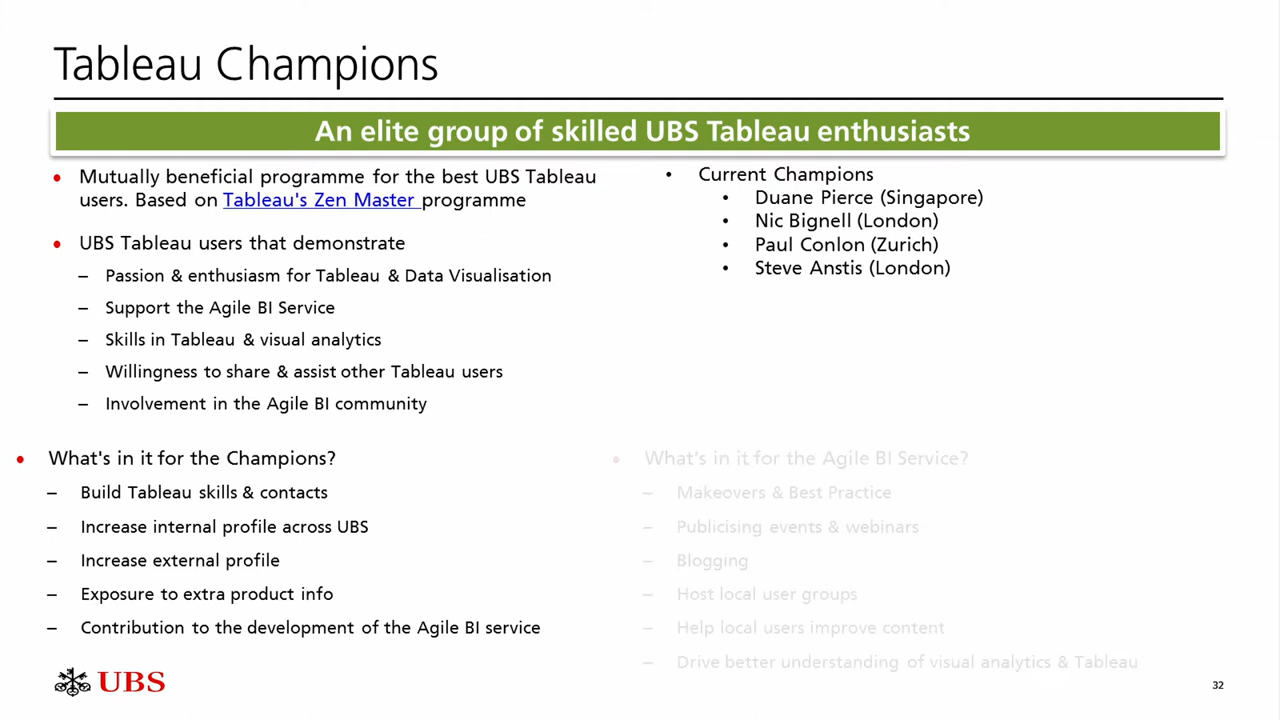 Tableau Champions
An elite group of skilled UBS Tableau enthusiasts
• Mutually beneficial programme for the best UBS Tableau
users. Based on Tableau's Zen Master programme
• UBS Tableau users that demonstrate
– Passion & enthusiasm for Tableau & Data Visualisation
– Support the Agile BI Service
– Skills in Tableau & visual analytics
– Willingness to share & assist other Tableau users
– Involvement in the Agile BI community
• Current Champions
• Duane Pierce (Singapore)
• Nic Bignell (London)
• Paul Conlon (Zurich)
• Steve Anstis (London)
• What's in it for the Champions?
– Build Tableau skills & contacts
– Increase internal profile across UBS
– Increase external profile
– Exposure to extra product info
– Contribution to the development of the Agile BI service
• What's in it for the Agile BI Service?
– Makeovers & Best Practice
– Publicising events & webinars
– Blogging
– Host local user groups
– Help local users improve content
– Drive better understanding of visual analytics & Tableau
UBS
32